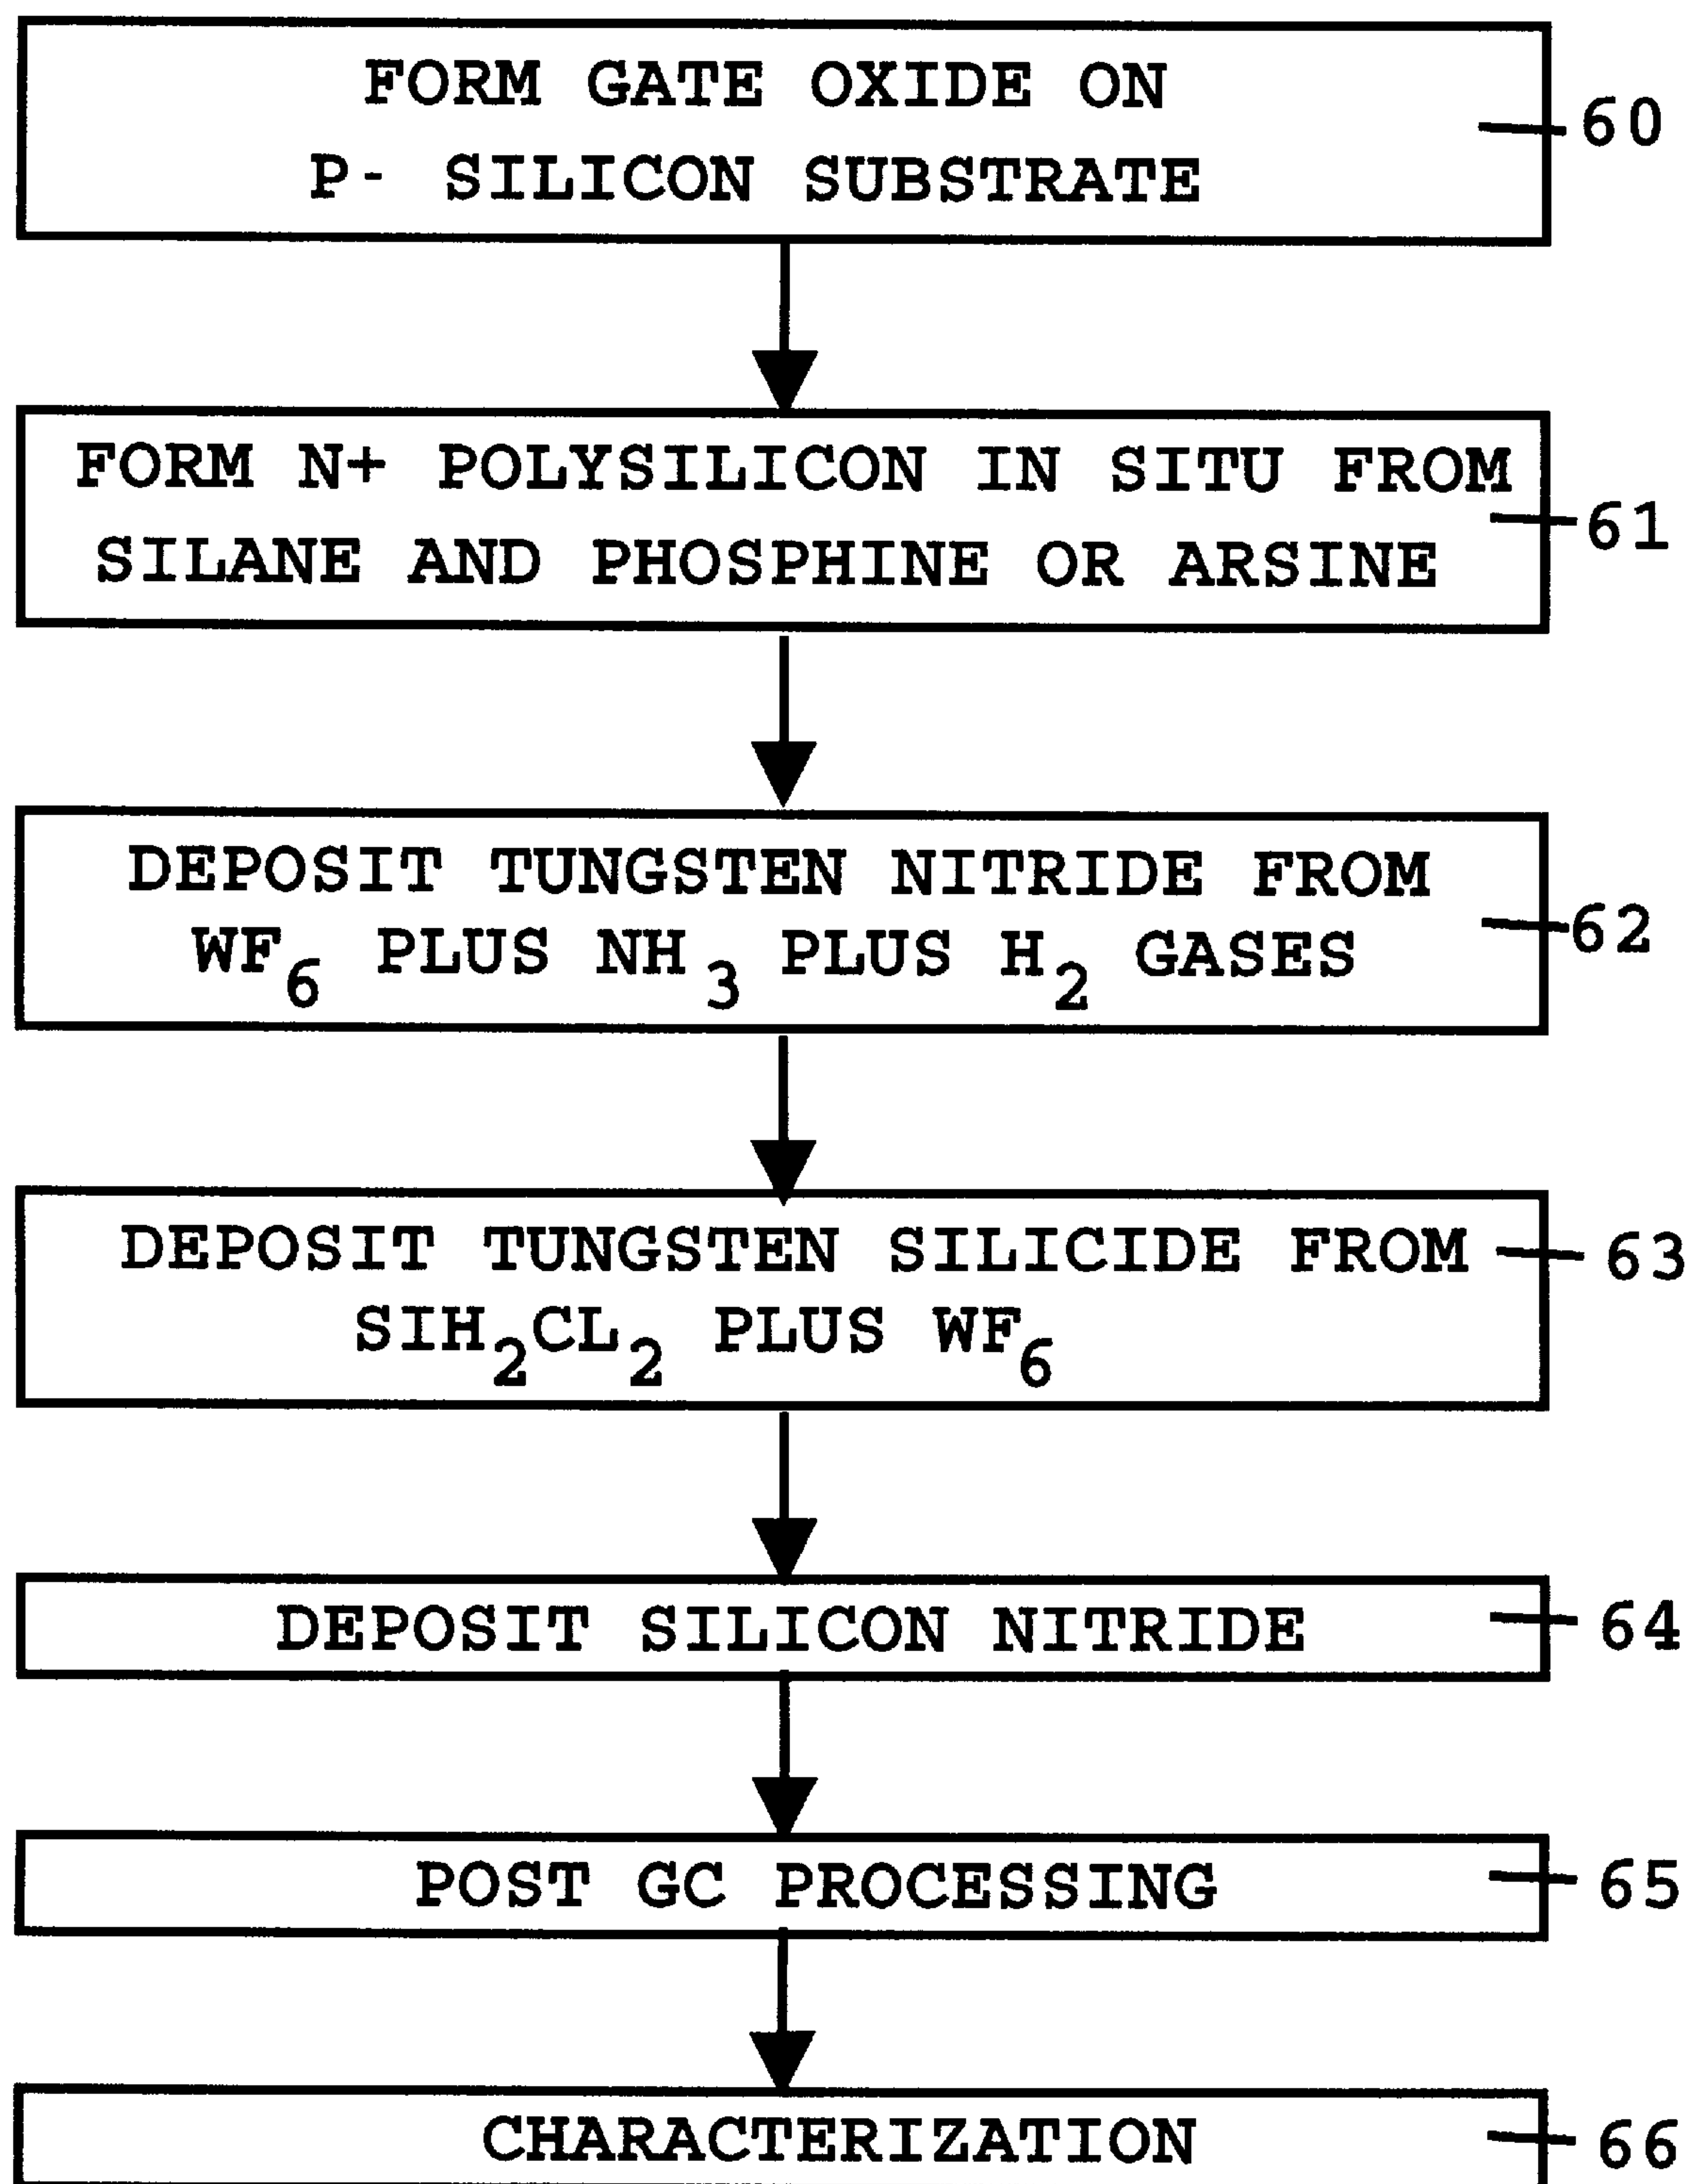 FORM GATE OXIDE ON
P- SILICON SUBSTRATE
60
FORM N+ POLYSILICON IN SITU FROM
SILANE AND PHOSPHINE OR ARSINE
61
DEPOSIT TUNGSTEN NITRIDE FROM
WF6 PLUS NH3 PLUS H2 GASES
62
DEPOSIT TUNGSTEN SILICIDE FROM
SIH2CL2 PLUS WF6
63
DEPOSIT SILICON NITRIDE
64
POST GC PROCESSING
65
CHARACTERIZATION
66